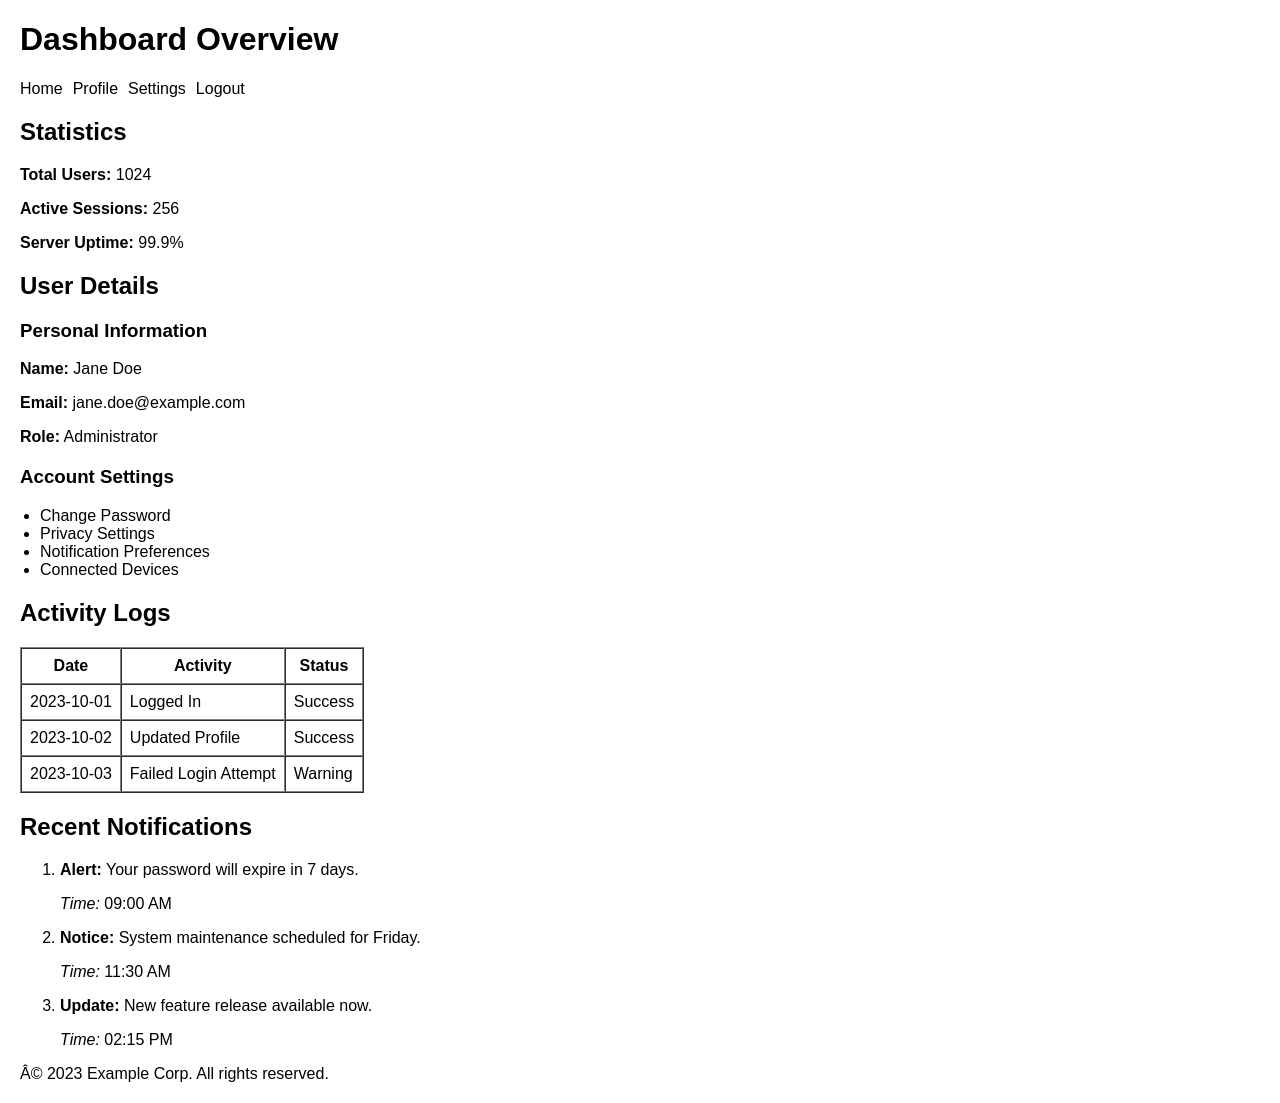 Dashboard Overview
Home Profile Settings Logout
Statistics
Total Users: 1024
Active Sessions: 256
Server Uptime: 99.9%
User Details
Personal Information
Name: Jane Doe
Email: jane.doe@example.com
Role: Administrator
Account Settings
• Change Password
• Privacy Settings
• Notification Preferences
• Connected Devices
Activity Logs
Date Activity Status
2023-10-01 Logged In Success
2023-10-02 Updated Profile Success
2023-10-03 Failed Login Attempt Warning
Recent Notifications
1. Alert: Your password will expire in 7 days.
Time: 09:00 AM
2. Notice: System maintenance scheduled for Friday.
Time: 11:30 AM
3. Update: New feature release available now.
Time: 02:15 PM
Â© 2023 Example Corp. All rights reserved.